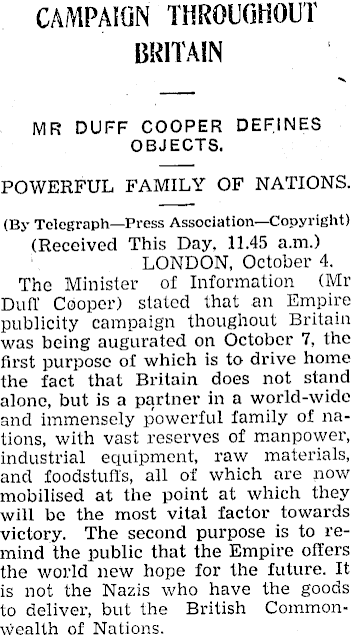 CAMPAIGN THROUGHOUT
BRITAIN
MR DUFF COOPER DEFINES
OBJECTS.
POWERFUL FAMILY OF NATIONS.
(By Telegraph—Press Association—Copyright)
(Received This Day, 11.45 a.m.)
LONDON, October 4.
The Minister of Information (Mr
Duff Cooper) stated that an Empire
publicity campaign thoughout Britain
was being augurated on October 7, the
first purpose of which is to drive home
the fact that Britain does not stand
alone, but is a partner in a world-wide
and immensely powerful family of na-
tions, with vast reserves of manpower,
industrial equipment, raw materials,
and foodstuffs, all of which are now
mobilised at the point at which they
will be the most vital factor towards
victory. The second purpose is to re-
mind the public that the Empire offers
the world new hope for the future. It
is not the Nazis who have the goods
to deliver, but the British Common-
wealth of Nations.